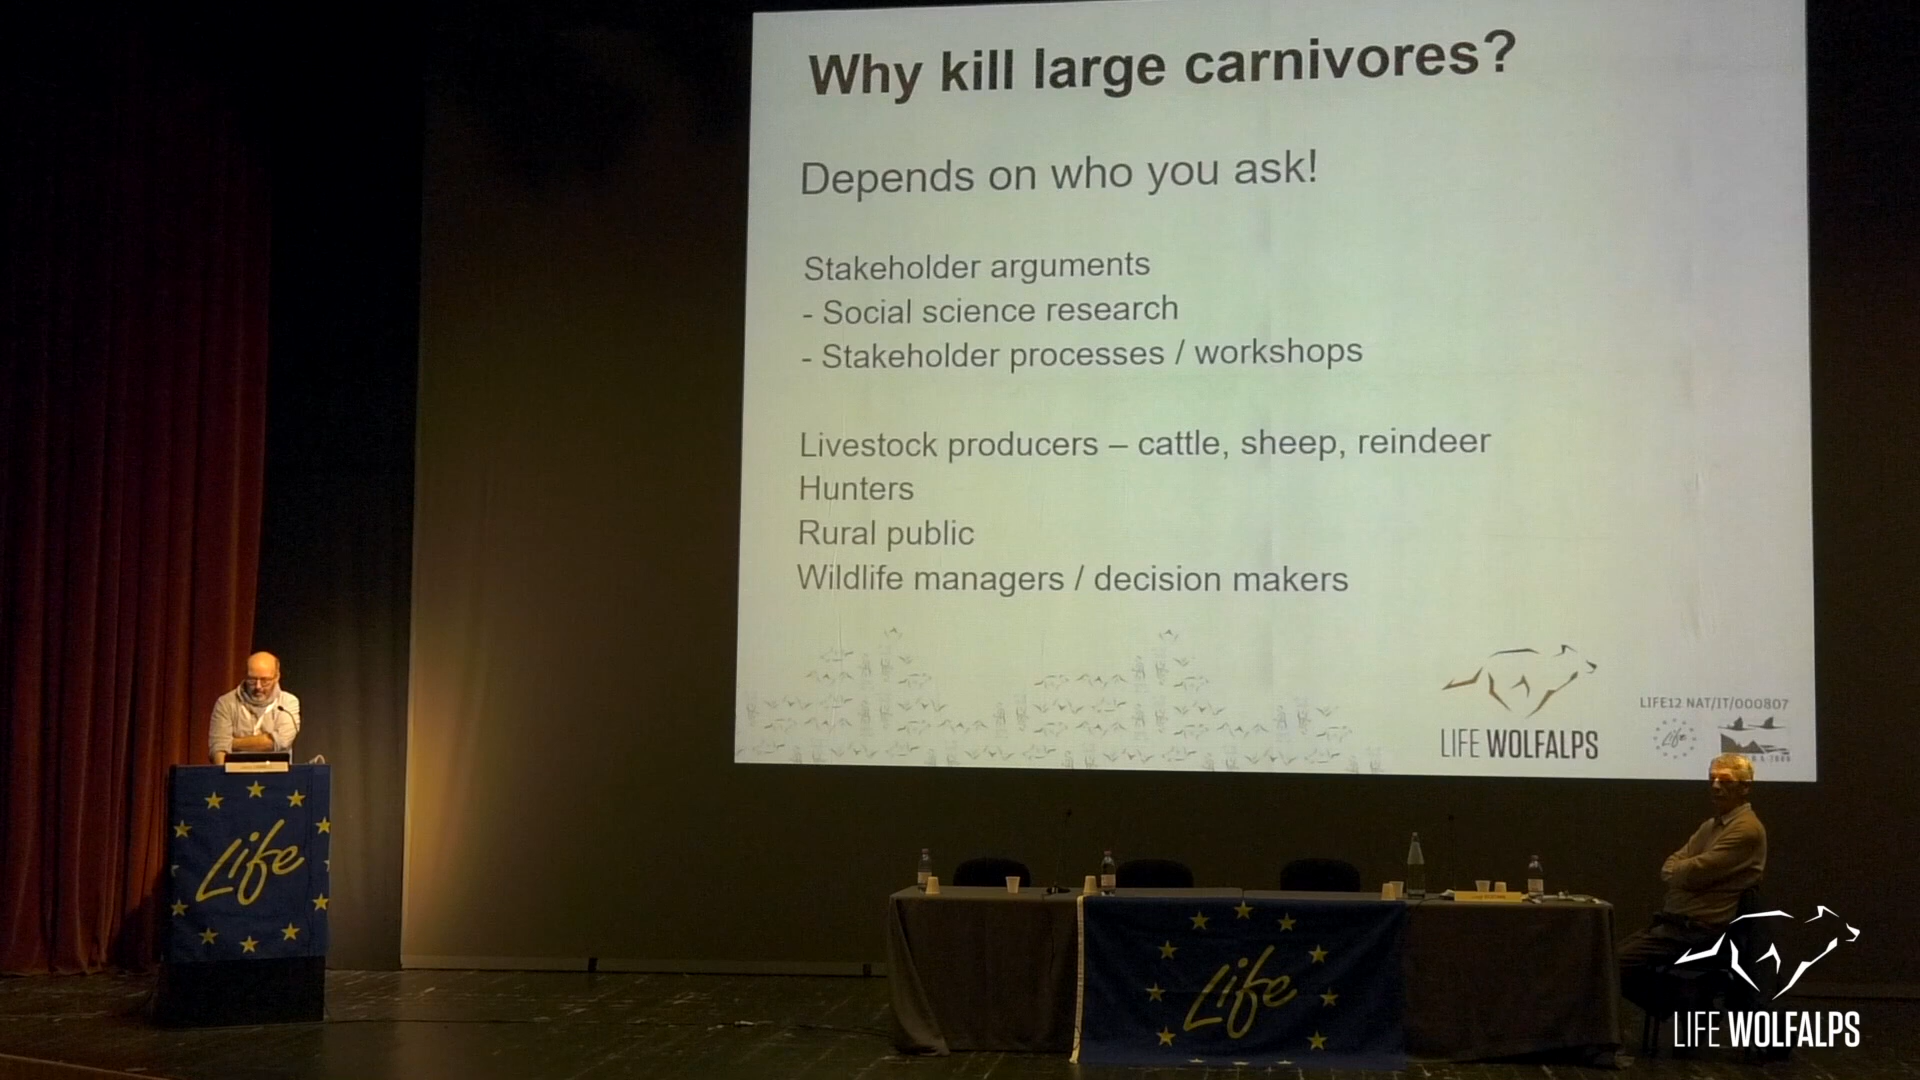 Why kill large carnivores?
Depends on who you ask!
Stakeholder arguments
- Social science research
- Stakeholder processes / workshops
Livestock producers – cattle, sheep, reindeer
Hunters
Rural public
Wildlife managers / decision makers
LIFE WOLFALPS
LIFE12 NAT/IT/000807
Life
Life
Life
LIFE WOLFALPS